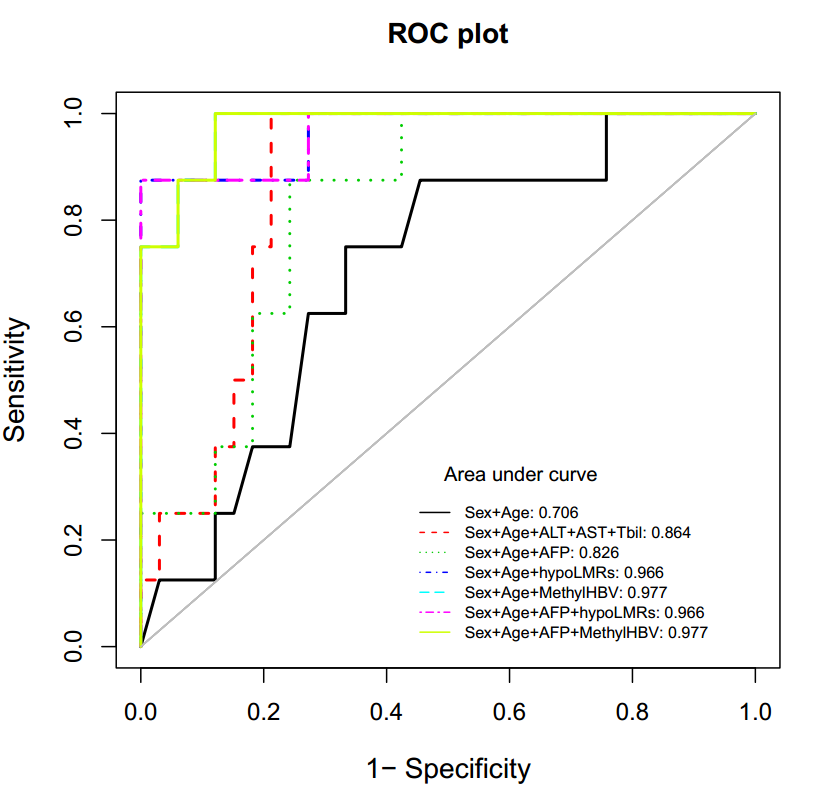 ROC plot
Sensitivity
1.0
0.8
0.6
0.4
0.2
0.0
Area under curve
Sex+Age: 0.706
Sex+Age+ALT+AST+Tbil: 0.864
Sex+Age+AFP: 0.826
Sex+Age+hypoLMRs: 0.966
Sex+Age+MethylHBV: 0.977
Sex+Age+AFP+hypoLMRs: 0.966
Sex+Age+AFP+MethylHBV: 0.977
0.0 0.2 0.4 0.6 0.8 1.0
1− Specificity